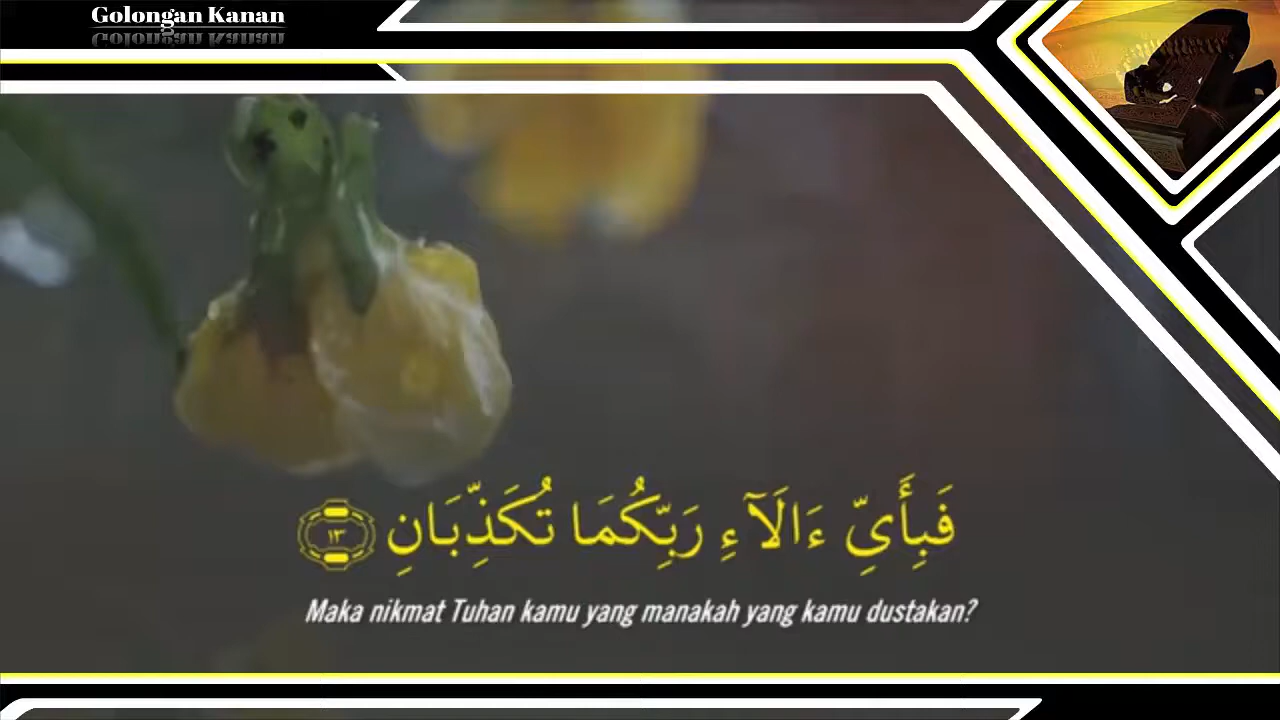 Golongan Kanan
فَبِأَيِّ ءَالَآءِ رَبِّكُمَا تُكَذِّبَانِ ١٣
Maka nikmat Tuhan kamu yang manakah yang kamu dustakan?